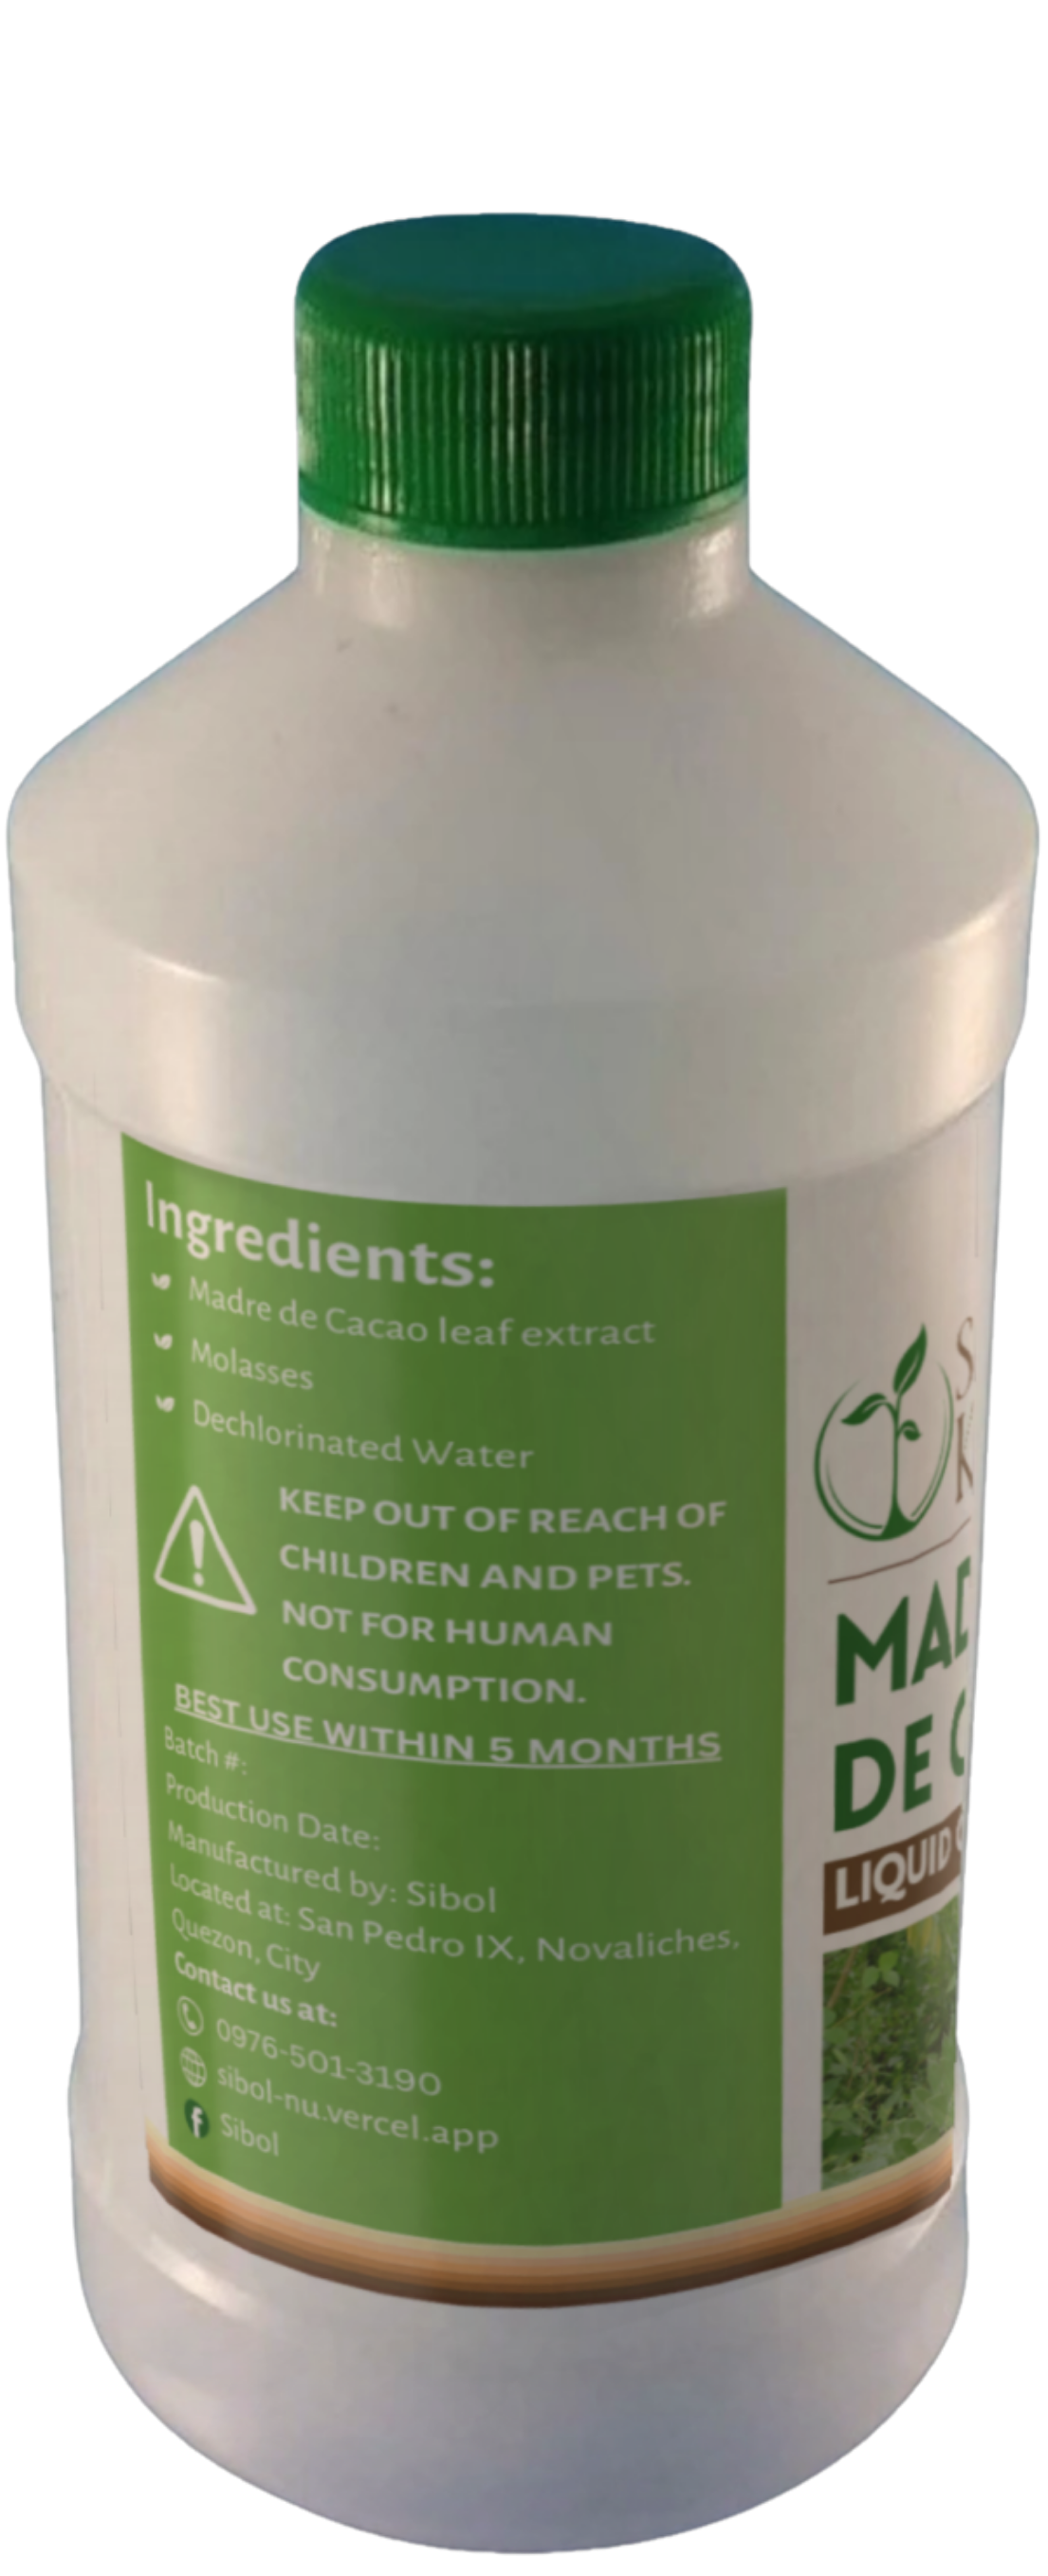 Ingredients:
Madre de Cacao leaf extract
Molasses
Dechlorinated Water
KEEP OUT OF REACH OF
CHILDREN AND PETS.
NOT FOR HUMAN
CONSUMPTION.
BEST USE WITHIN 5 MONTHS
Batch #:
Production Date:
Manufactured by: Sibol
Located at: San Pedro IX, Novaliches,
Quezon, City
Contact us at:
0976-501-3190
sibol-nu.vercel.app
f Sibol
S
K
MAD
DE C
LIQUID